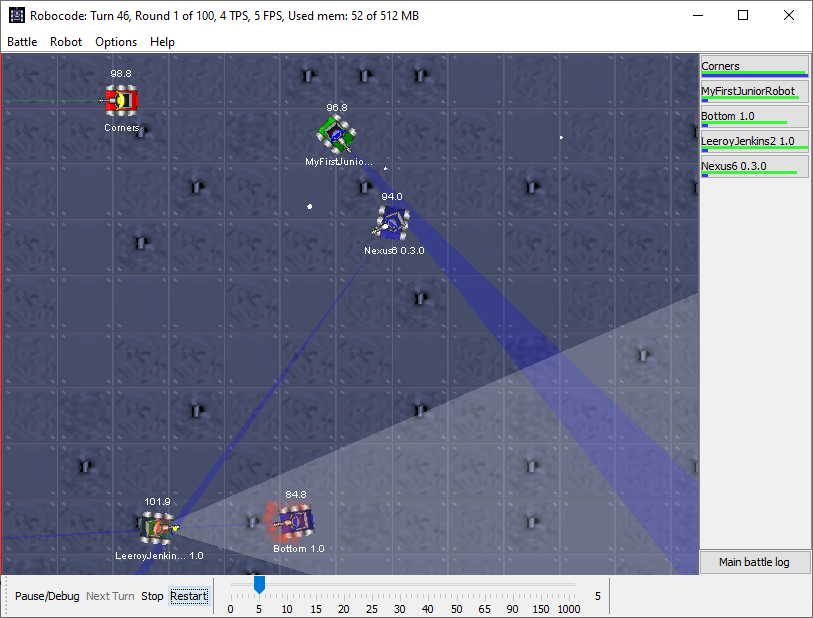 Robocode: Turn 46, Round 1 of 100, 4 TPS, 5 FPS, Used mem: 52 of 512 MB
Battle Robot Options Help
98.8
Corners
96.8
MyFirstJunio...
94.0
Nexus6 0.3.0
101.9
LeeroyJenkin... 1.0
84.8
Bottom 1.0
Corners
MyFirstJuniorRobot
Bottom 1.0
LeeroyJenkins2 1.0
Nexus6 0.3.0
Main battle log
Pause/Debug Next Turn Stop Restart
0 5 10 15 20 25 30 40 50 65 90 150 1000
5